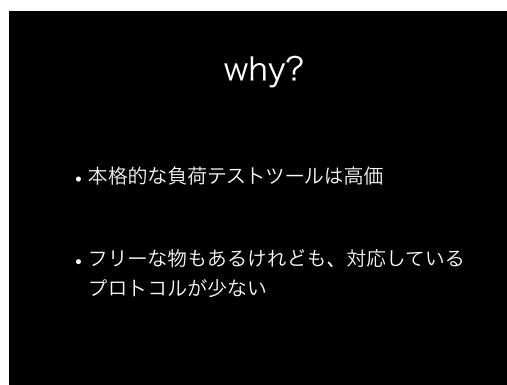 why?
• 本格的な負荷テストツールは高価
• フリーな物もあるけれども、対応している
プロトコルが少ない